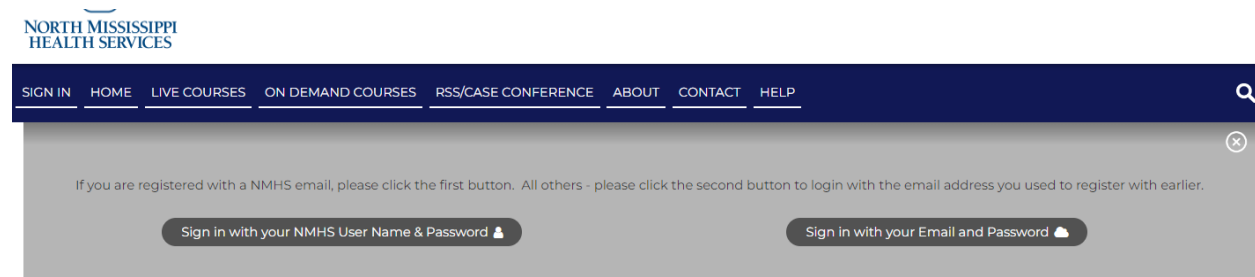 NORTH MISSISSIPPI
HEALTH SERVICES
SIGN IN HOME LIVE COURSES ON DEMAND COURSES RSS/CASE CONFERENCE ABOUT CONTACT HELP
If you are registered with a NMHS email, please click the first button. All others - please click the second button to login with the email address you used to register with earlier.
Sign in with your NMHS User Name & Password Sign in with your Email and Password